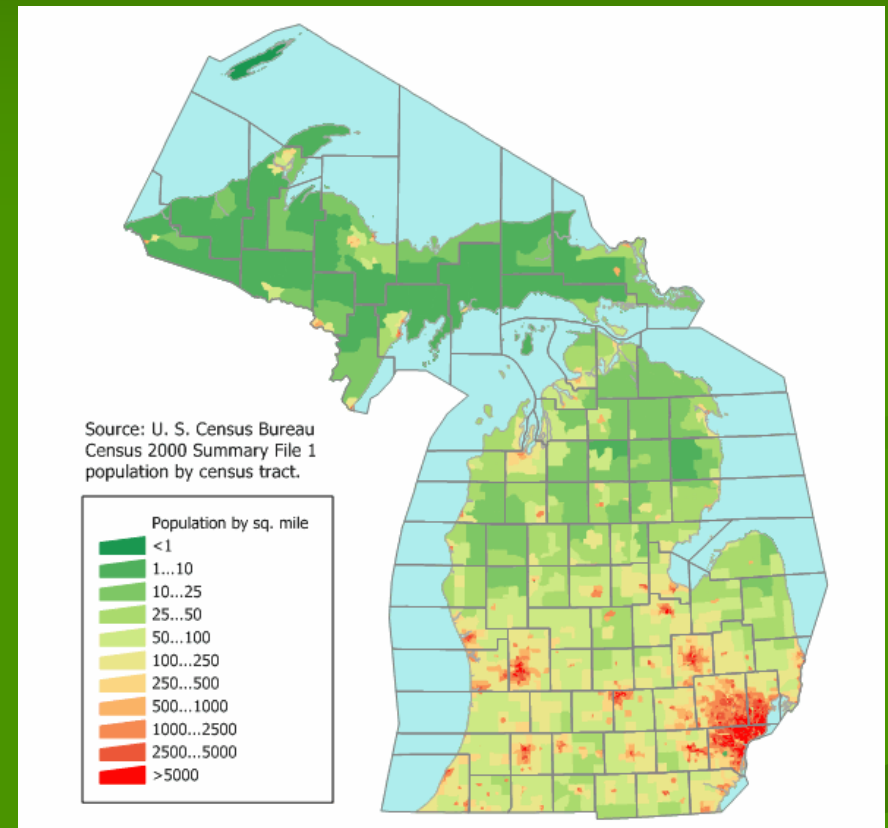 Source: U. S. Census Bureau
Census 2000 Summary File 1
population by census tract.
Population by sq. mile
<1
1...10
10...25
25...50
50...100
100...250
250...500
500...1000
1000...2500
2500...5000
>5000